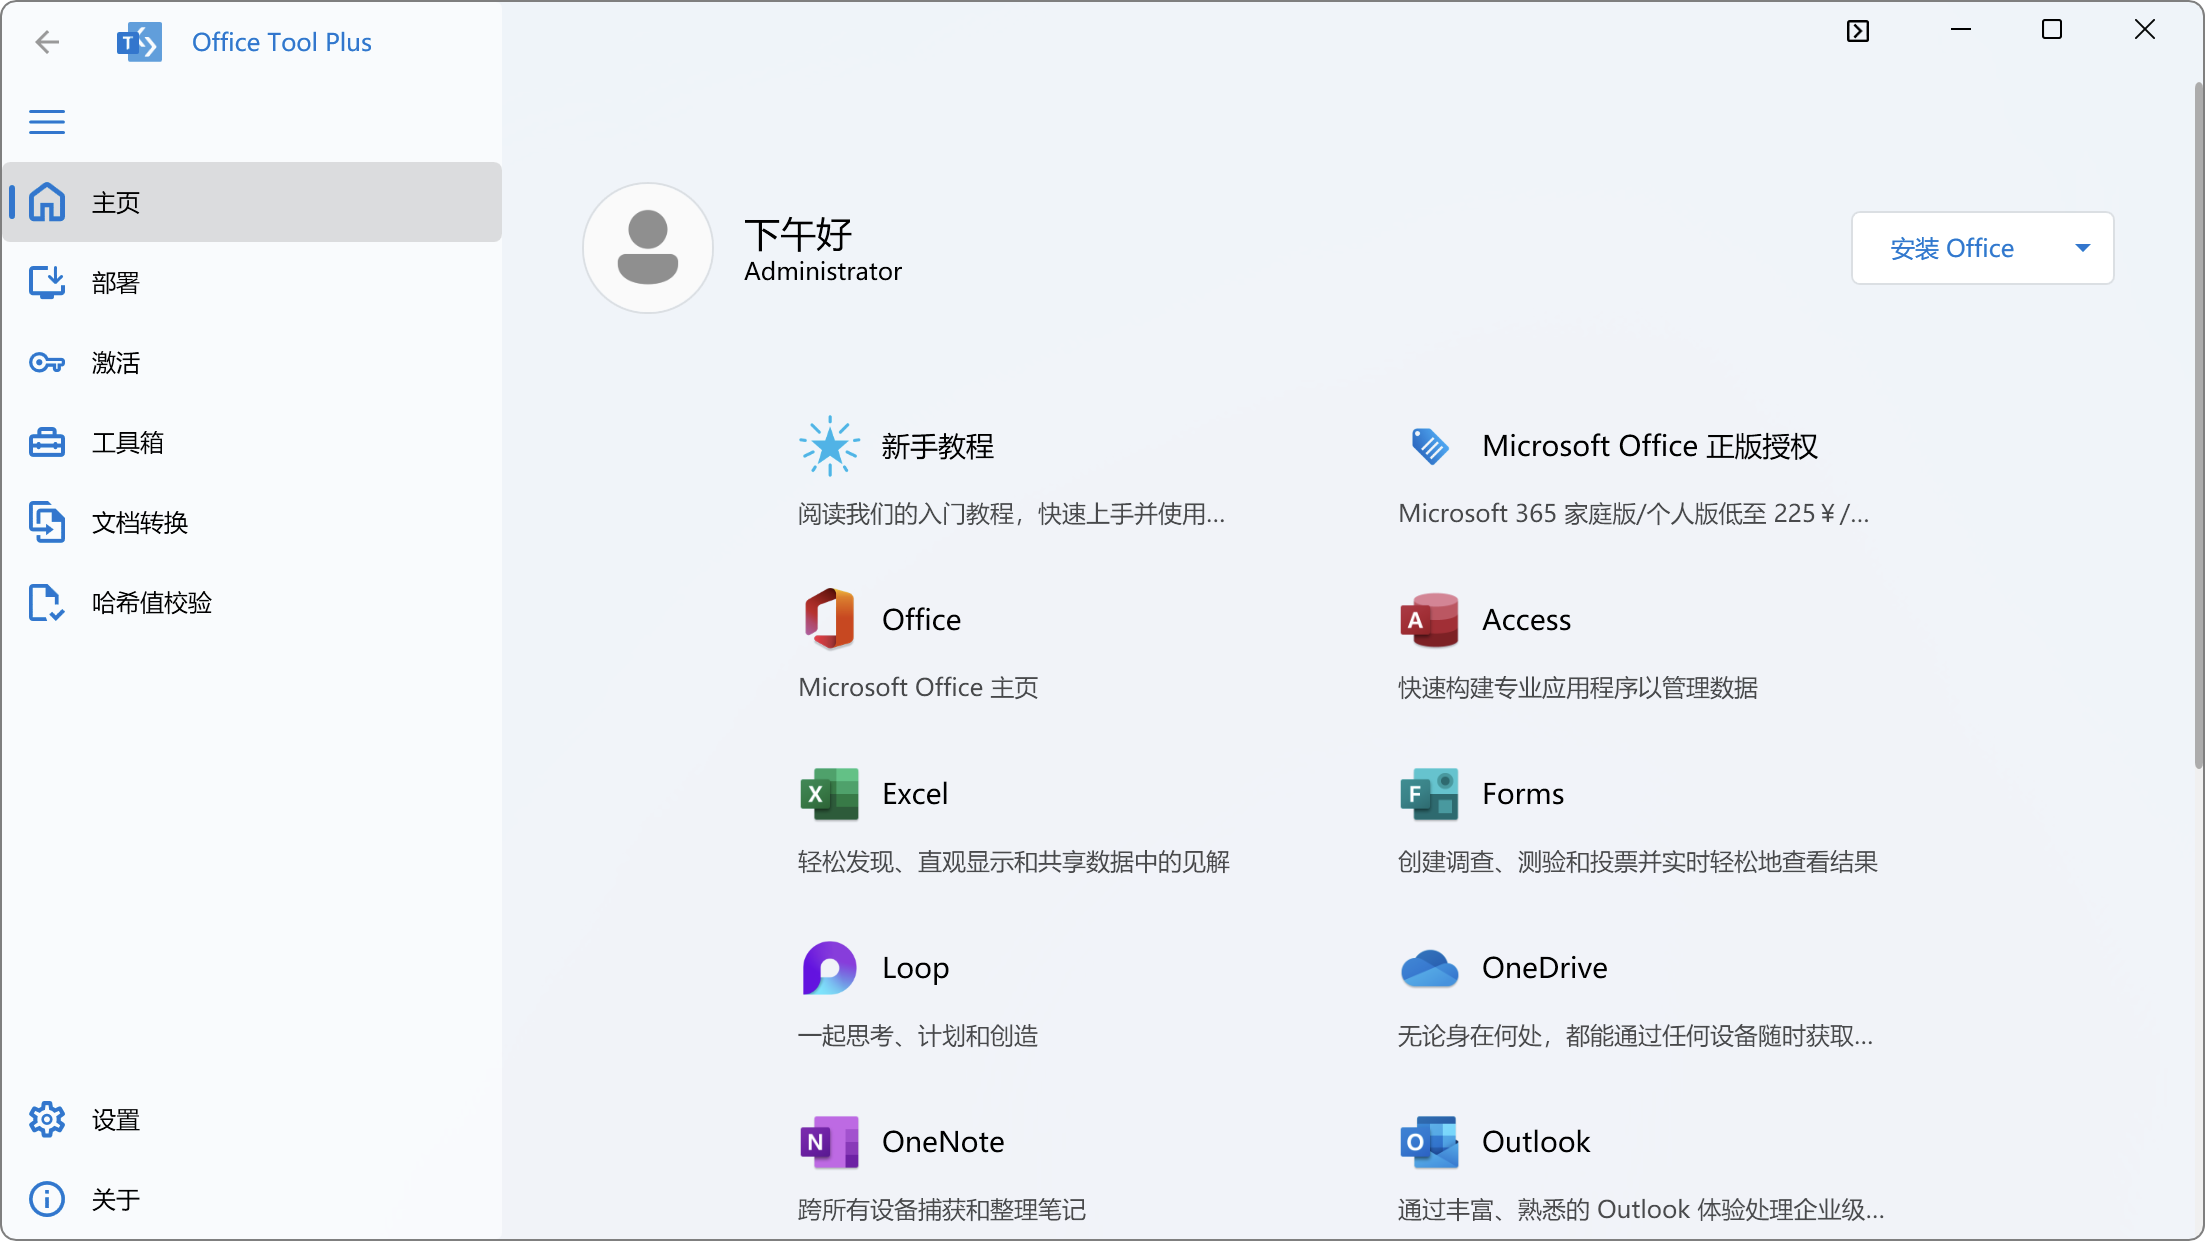 Office Tool Plus
主页
部署
激活
工具箱
文档转换
哈希值校验
设置
关于
下午好
Administrator
安装 Office
新手教程
阅读我们的入门教程，快速上手并使用...
Microsoft Office 正版授权
Microsoft 365 家庭版/个人版低至 225￥/...
Office
Microsoft Office 主页
Access
快速构建专业应用程序以管理数据
Excel
轻松发现、直观显示和共享数据中的见解
Forms
创建调查、测验和投票并实时轻松地查看结果
Loop
一起思考、计划和创造
OneDrive
无论身在何处，都能通过任何设备随时获取...
OneNote
跨所有设备捕获和整理笔记
Outlook
通过丰富、熟悉的 Outlook 体验处理企业级...